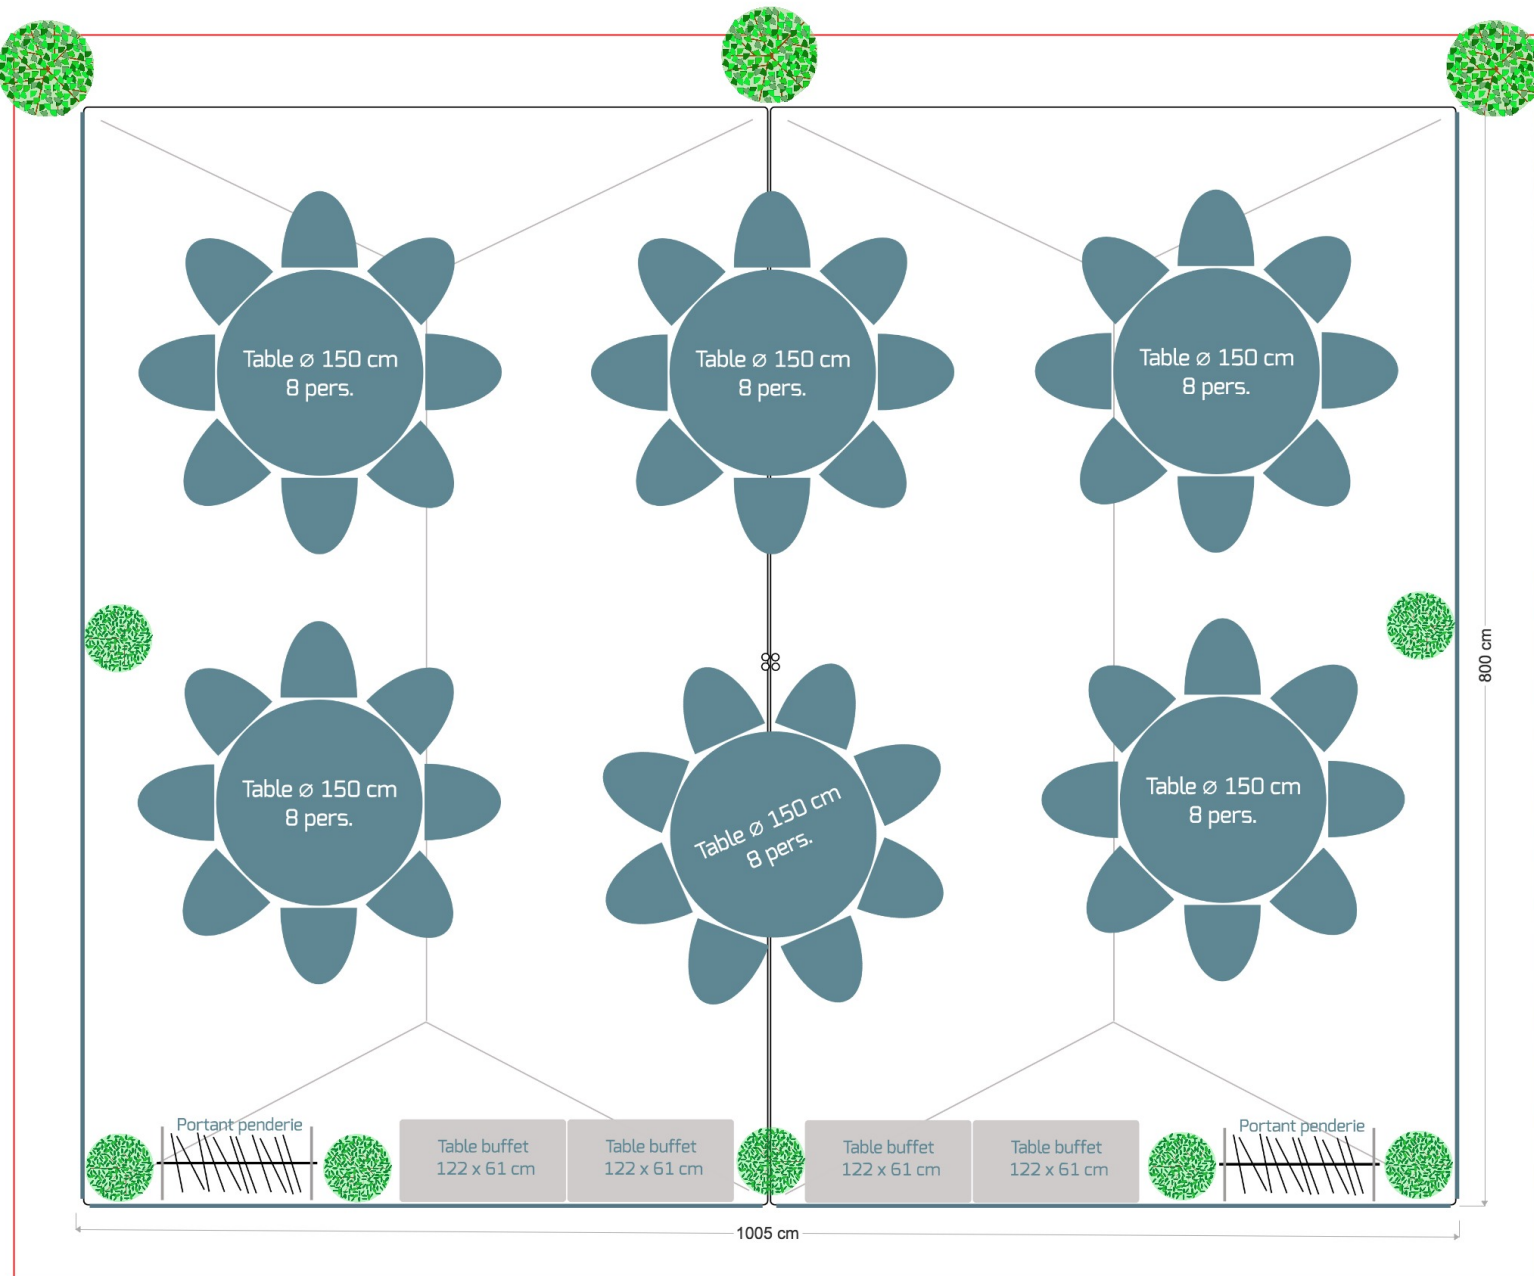 Table ⌀ 150 cm
8 pers.
Table ⌀ 150 cm
8 pers.
Table ⌀ 150 cm
8 pers.
800 cm
Table ⌀ 150 cm
8 pers.
Table ⌀ 150 cm
8 pers.
Table ⌀ 150 cm
8 pers.
Portant penderie
Table buffet
122 x 61 cm
Table buffet
122 x 61 cm
Table buffet
122 x 61 cm
Table buffet
122 x 61 cm
Portant penderie
1005 cm